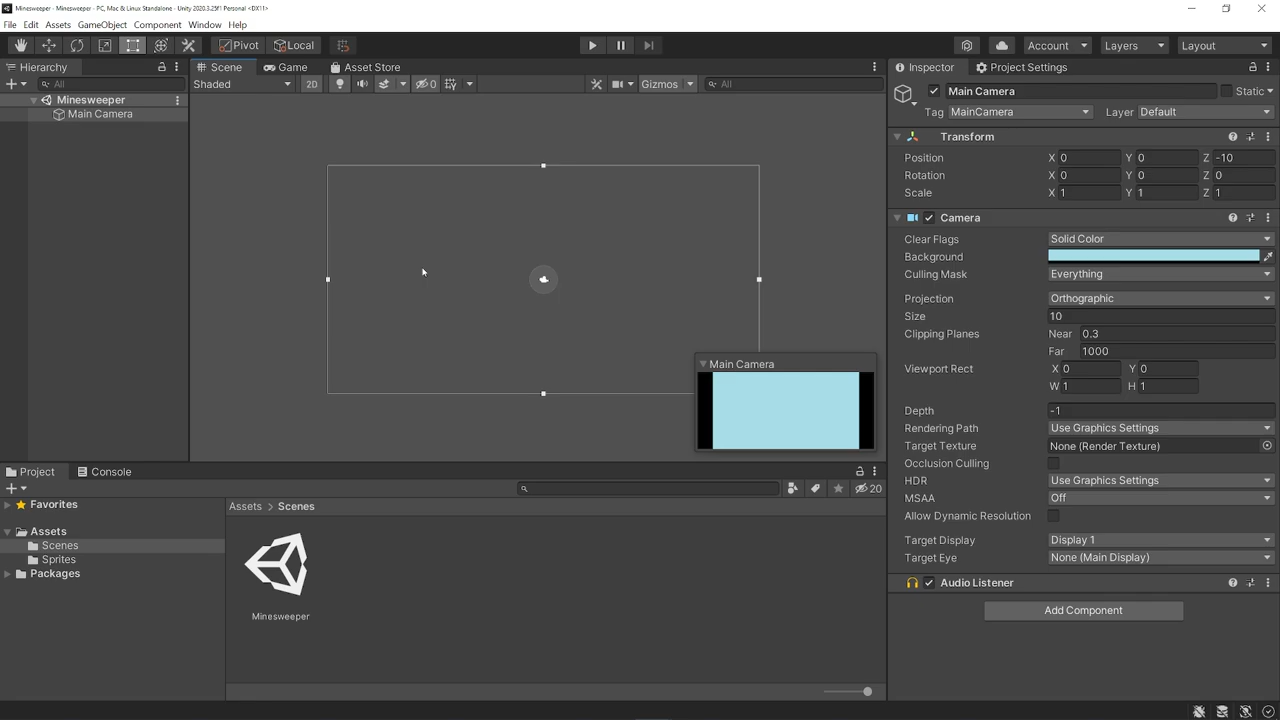 Minesweeper - Minesweeper - PC, Mac & Linux Standalone - Unity 2020.3.25f1 Personal <DX11>
File Edit Assets GameObject Component Window Help
Pivot Local Account Layers Layout
Hierarchy Scene Game Asset Store Inspector Project Settings
All Shaded 2D 0 Gizmos All
Main Camera Static
Minesweeper
Main Camera
Tag MainCamera Layer Default
Transform
Position X 0 Y 0 Z -10
Rotation X 0 Y 0 Z 0
Scale X 1 Y 1 Z 1
Camera
Clear Flags Solid Color
Background
Culling Mask Everything
Projection Orthographic
Size 10
Clipping Planes Near 0.3
Far 1000
Viewport Rect X 0 Y 0
W 1 H 1
Main Camera
Depth -1
Rendering Path Use Graphics Settings
Target Texture None (Render Texture)
Occlusion Culling
HDR Use Graphics Settings
MSAA Off
Allow Dynamic Resolution
Target Display Display 1
Target Eye None (Main Display)
Audio Listener
Add Component
Project Console
20
Favorites
Assets
Scenes
Sprites
Packages
Assets > Scenes
Minesweeper